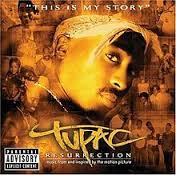 "THIS IS MY STORY"
TUPAC
RESURRECTION
music from and inspired by the motion picture
PARENTAL
ADVISORY
EXPLICIT CONTENT